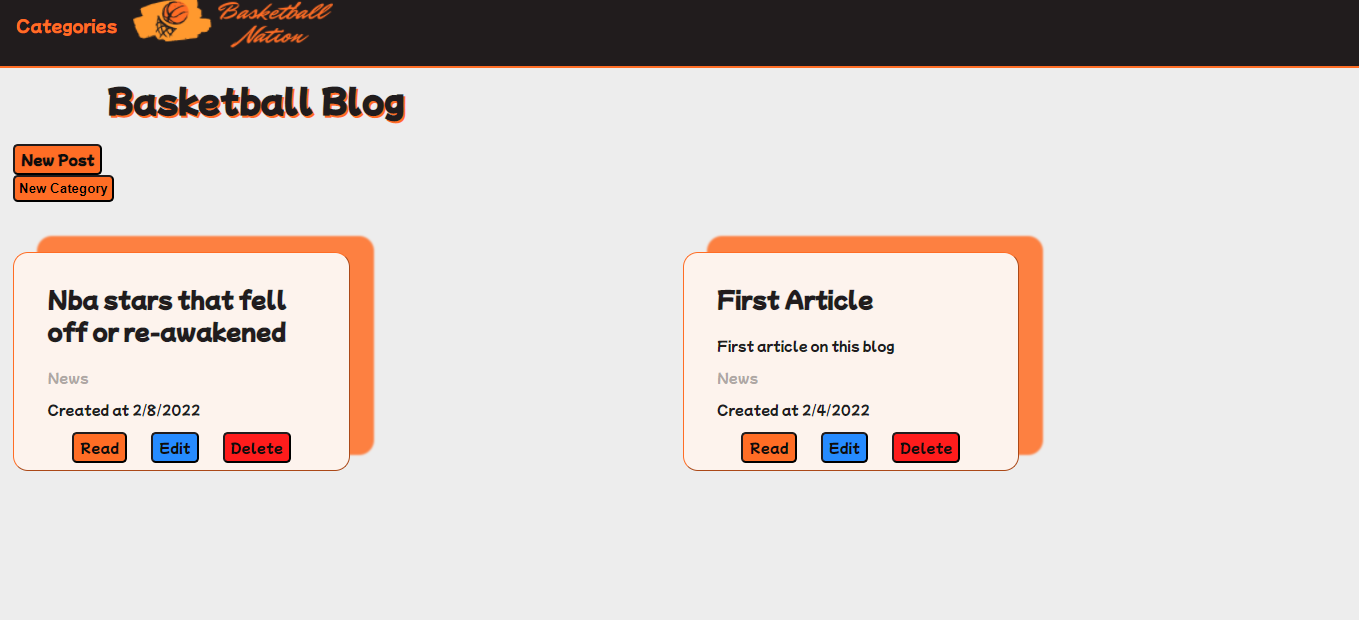 Categories
Basketball
Nation
Basketball Blog
New Post
New Category
Nba stars that fell
off or re-awakened
News
Created at 2/8/2022
Read Edit Delete
First Article
First article on this blog
News
Created at 2/4/2022
Read Edit Delete